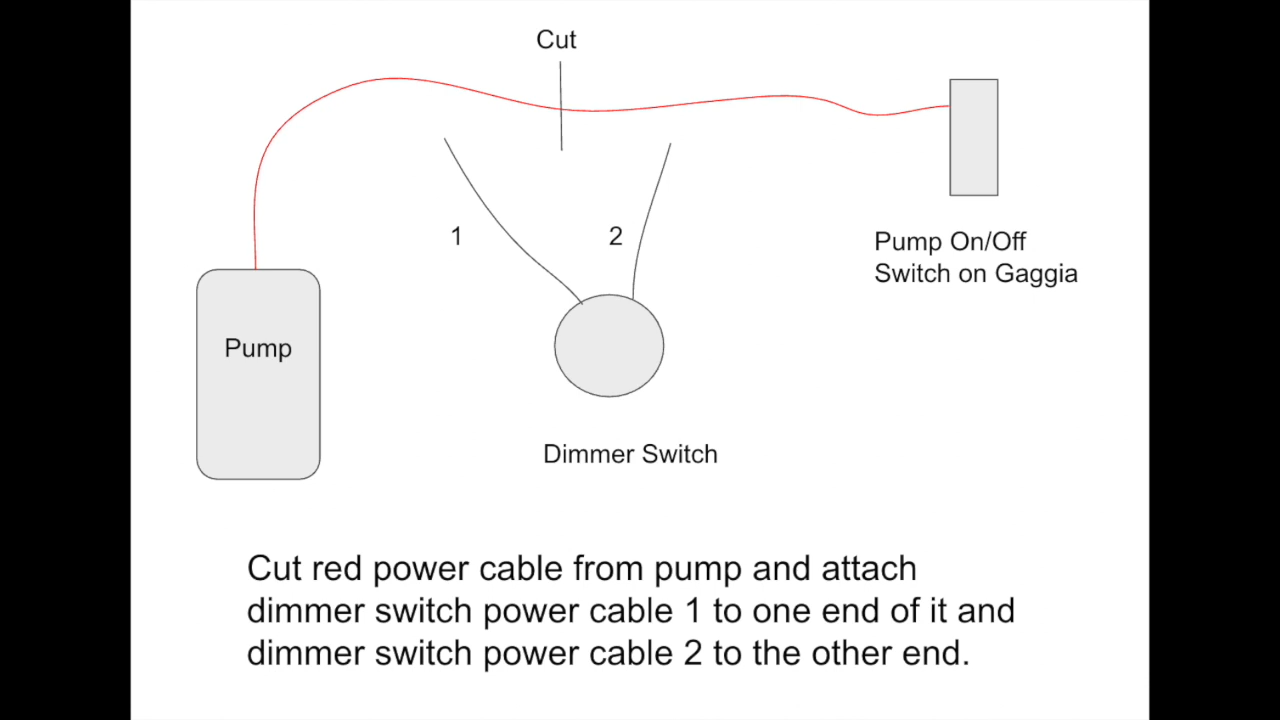 Cut
1
2
Pump On/Off
Switch on Gaggia
Pump
Dimmer Switch
Cut red power cable from pump and attach
dimmer switch power cable 1 to one end of it and
dimmer switch power cable 2 to the other end.